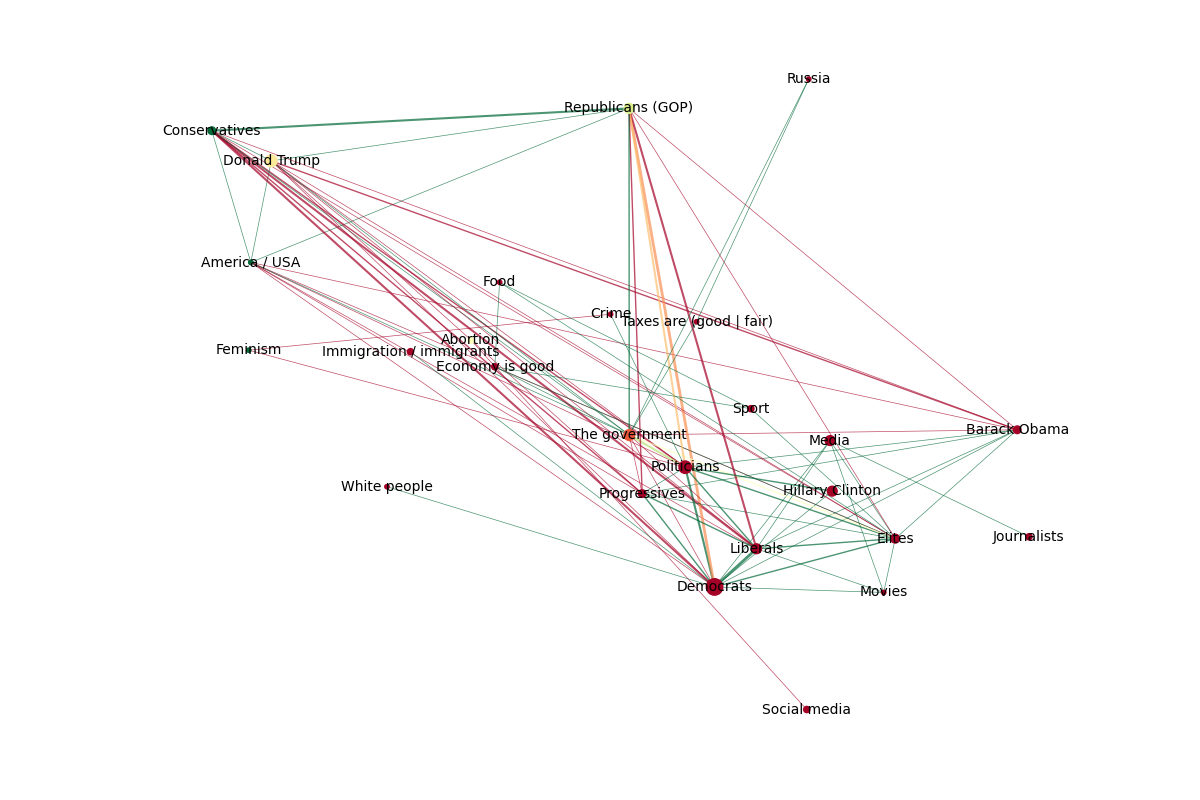 Russia
Republicans (GOP)
Conservatives
Donald Trump
America / USA
Food
Crime
Taxes are (good | fair)
Abortion
Feminism
Immigration / immigrants
Economy is good
Sport
The government
Media
Barack Obama
Politicians
White people
Progressives
Hillary Clinton
Journalists
Elites
Liberals
Democrats
Movies
Social media